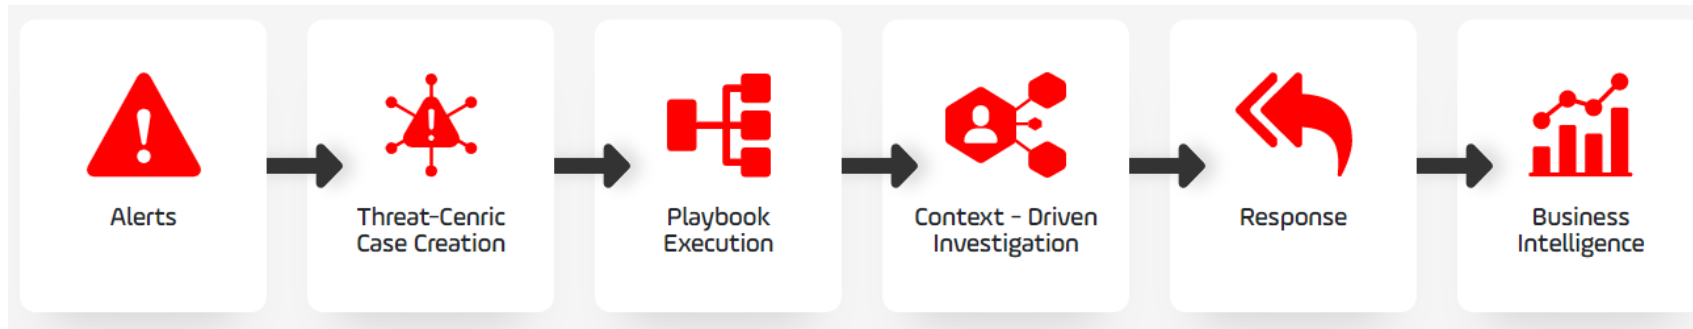 Alerts
Threat-Cenric
Case Creation
Playbook
Execution
Context - Driven
Investigation
Response
Business
Intelligence